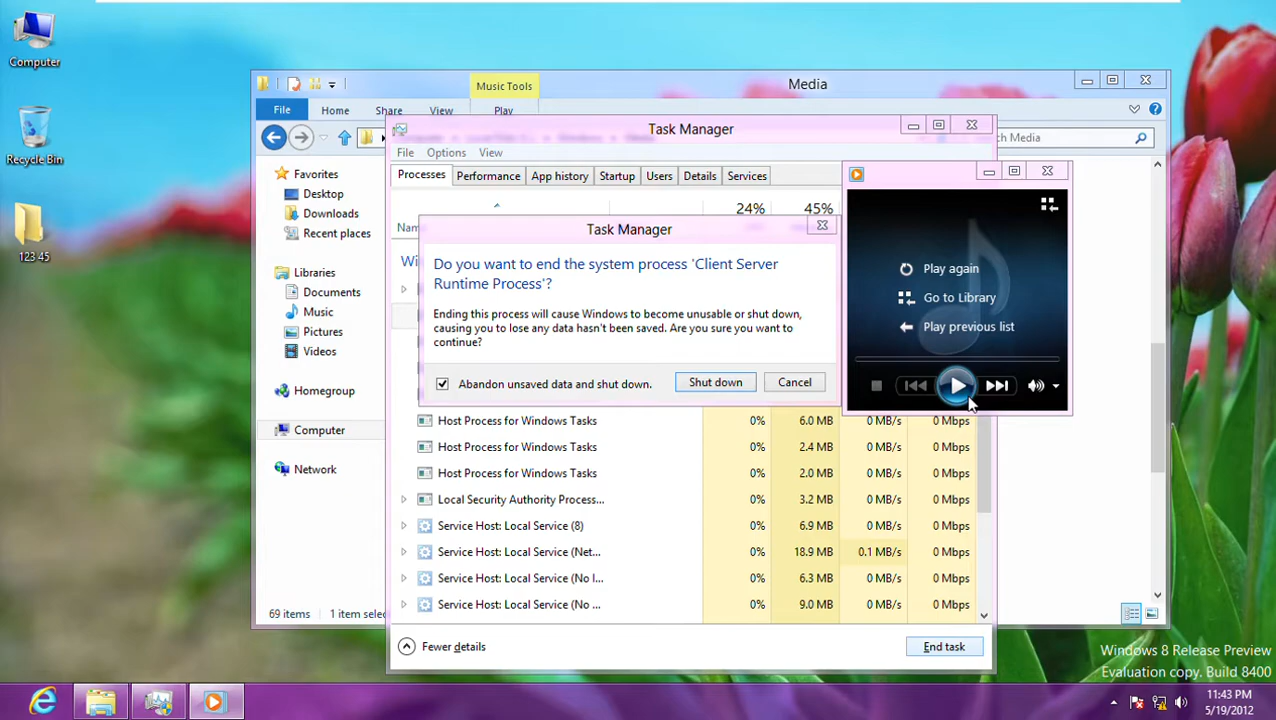 Computer
Recycle Bin
123 45
Music Tools
Media
File Home Share View Play
Media
Favorites
Desktop
Downloads
Recent places
Libraries
Documents
Music
Pictures
Videos
Homegroup
Computer
Network
69 items 1 item selec
Task Manager
File Options View
Processes Performance App history Startup Users Details Services
24% 45%
Nam
Wi
Task Manager
Do you want to end the system process 'Client Server
Runtime Process'?
Ending this process will cause Windows to become unusable or shut down,
causing you to lose any data hasn't been saved. Are you sure you want to
continue?
Abandon unsaved data and shut down. Shut down Cancel
Play again
Go to Library
Play previous list
Host Process for Windows Tasks 0% 6.0 MB 0 MB/s 0 Mbps
Host Process for Windows Tasks 0% 2.4 MB 0 MB/s 0 Mbps
Host Process for Windows Tasks 0% 2.0 MB 0 MB/s 0 Mbps
Local Security Authority Process... 0% 3.2 MB 0 MB/s 0 Mbps
Service Host: Local Service (8) 0% 6.9 MB 0 MB/s 0 Mbps
Service Host: Local Service (Net... 0% 18.9 MB 0.1 MB/s 0 Mbps
Service Host: Local Service (No I... 0% 6.3 MB 0 MB/s 0 Mbps
Service Host: Local Service (No ... 0% 9.0 MB 0 MB/s 0 Mbps
Fewer details End task
Windows 8 Release Preview
Evaluation copy. Build 8400
11:43 PM
5/19/2012